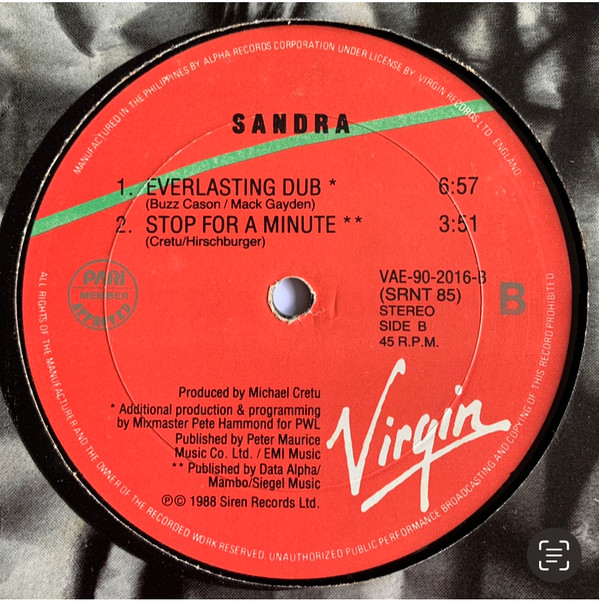 MANUFACTURED IN THE PHILIPPINES BY ALPHA RECORDS CORPORATION UNDER LICENSE BY VIRGIN RECORDS LTD. ENGLAND
SANDRA
1. EVERLASTING DUB * 6:57
(Buzz Cason / Mack Gayden)
2. STOP FOR A MINUTE ** 3:51
(Cretu/Hirschburger)
PARI
MEMBER
APPROVED
VAE-90-2016-B
(SRNT 85)
STEREO
SIDE B
45 R.P.M.
B
Produced by Michael Cretu
* Additional production & programming
by Mixmaster Pete Hammond for PWL
Published by Peter Maurice
Music Co. Ltd. / EMI Music
** Published by Data Alpha/
Mambo/Siegel Music
℗© 1988 Siren Records Ltd.
Virgin
ALL RIGHTS OF THE MANUFACTURER AND THE OWNER OF THE RECORDED WORK RESERVED. UNAUTHORIZED PUBLIC PERFORMANCE BROADCASTING AND COPYING OF THIS RECORD PROHIBITED